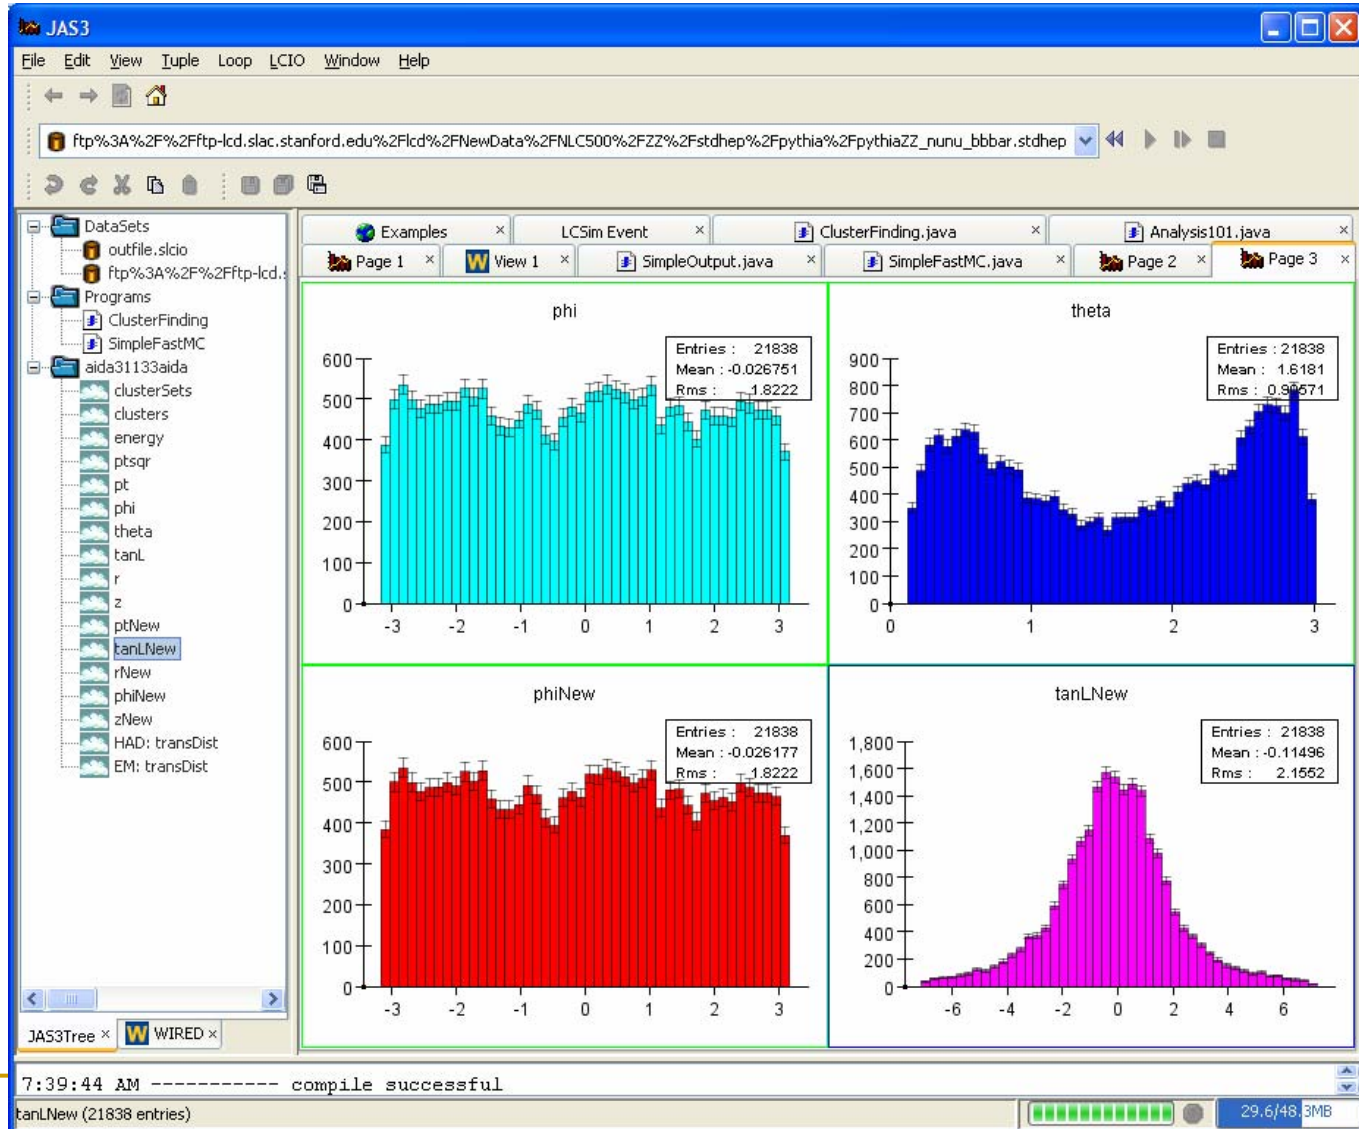 JAS3
File Edit View Tuple Loop LCIO Window Help
ftp%3A%2F%2Fftp-lcd.slac.stanford.edu%2Flcd%2FNewData%2FNLC500%2FZZ%2Fstdhep%2Fpythia%2FpythiaZZ_nunu_bbbar.stdhep
DataSets
outfile.slcio
ftp%3A%2F%2Fftp-lcd.s
Programs
ClusterFinding
SimpleFastMC
aida31133aida
clusterSets
clusters
energy
ptsqr
pt
phi
theta
tanL
r
z
ptNew
tanLNew
rNew
phiNew
zNew
HAD: transDist
EM: transDist
JAS3Tree × W WIRED ×
Examples × LCSim Event × ClusterFinding.java × Analysis101.java ×
Page 1 × W View 1 × SimpleOutput.java × SimpleFastMC.java × Page 2 × Page 3 ×
phi
Entries : 21838
Mean : -0.026751
Rms : 1.8222
600
500
400
300
200
100
0
-3 -2 -1 0 1 2 3
theta
Entries : 21838
Mean : 1.6181
Rms : 0.90571
900
800
700
600
500
400
300
200
100
0
0 1 2 3
phiNew
Entries : 21838
Mean : -0.026177
Rms : 1.8222
600
500
400
300
200
100
0
-3 -2 -1 0 1 2 3
tanLNew
Entries : 21838
Mean : -0.11496
Rms : 2.1552
1,800
1,600
1,400
1,200
1,000
800
600
400
200
0
-6 -4 -2 0 2 4 6
7:39:44 AM ----------- compile successful
tanLNew (21838 entries)
29.6/48.3MB